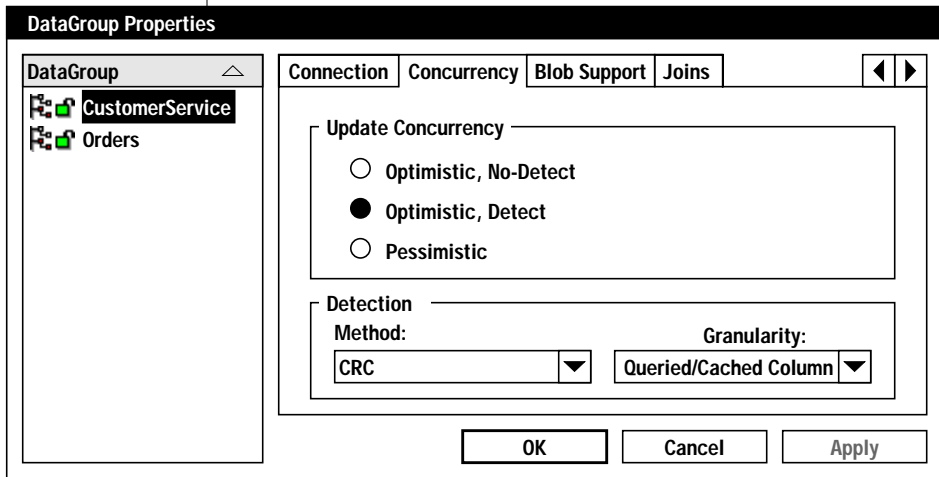 DataGroup Properties
DataGroup
CustomerService
Orders
Connection Concurrency Blob Support Joins
Update Concurrency
Optimistic, No-Detect
Optimistic, Detect
Pessimistic
Detection
Method: Granularity:
CRC Queried/Cached Column
OK Cancel Apply